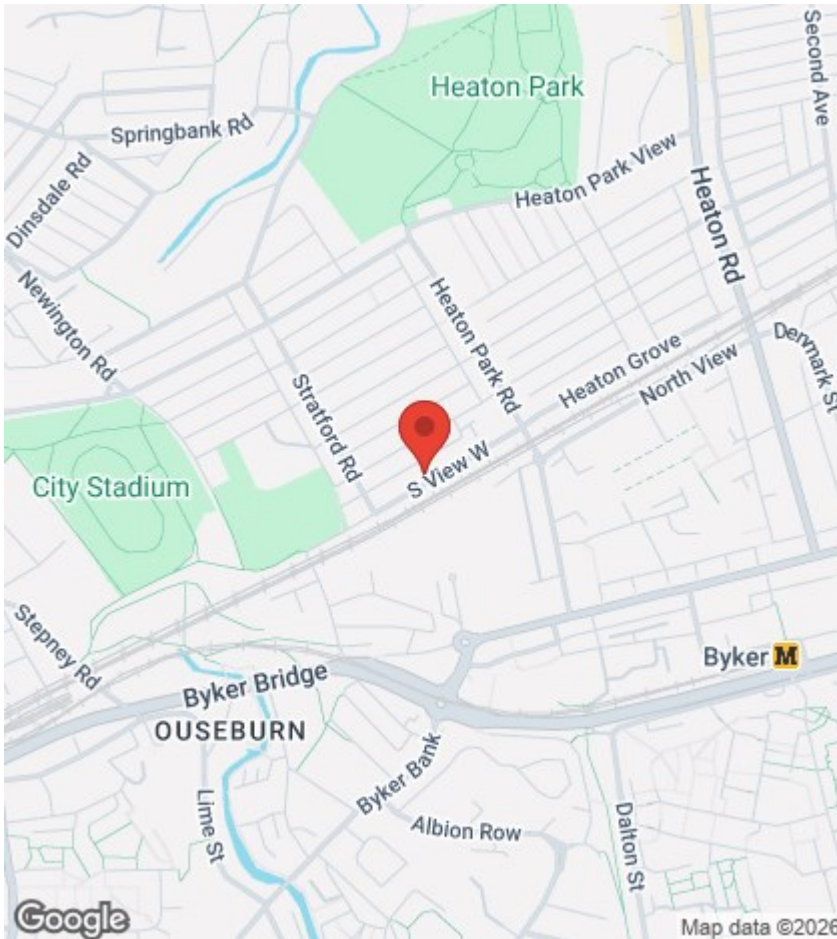 Heaton Park
Second Ave
Springbank Rd
Dinsdale Rd
Heaton Park View
Heaton Rd
Newington Rd
Heaton Park Rd
Denmark St
Heaton Grove
North View
Stratford Rd
S View W
City Stadium
Stepney Rd
Byker M
Byker Bridge
OUSEBURN
Byker Bank
Lime St
Albion Row
Dalton St
Google
Map data ©2026